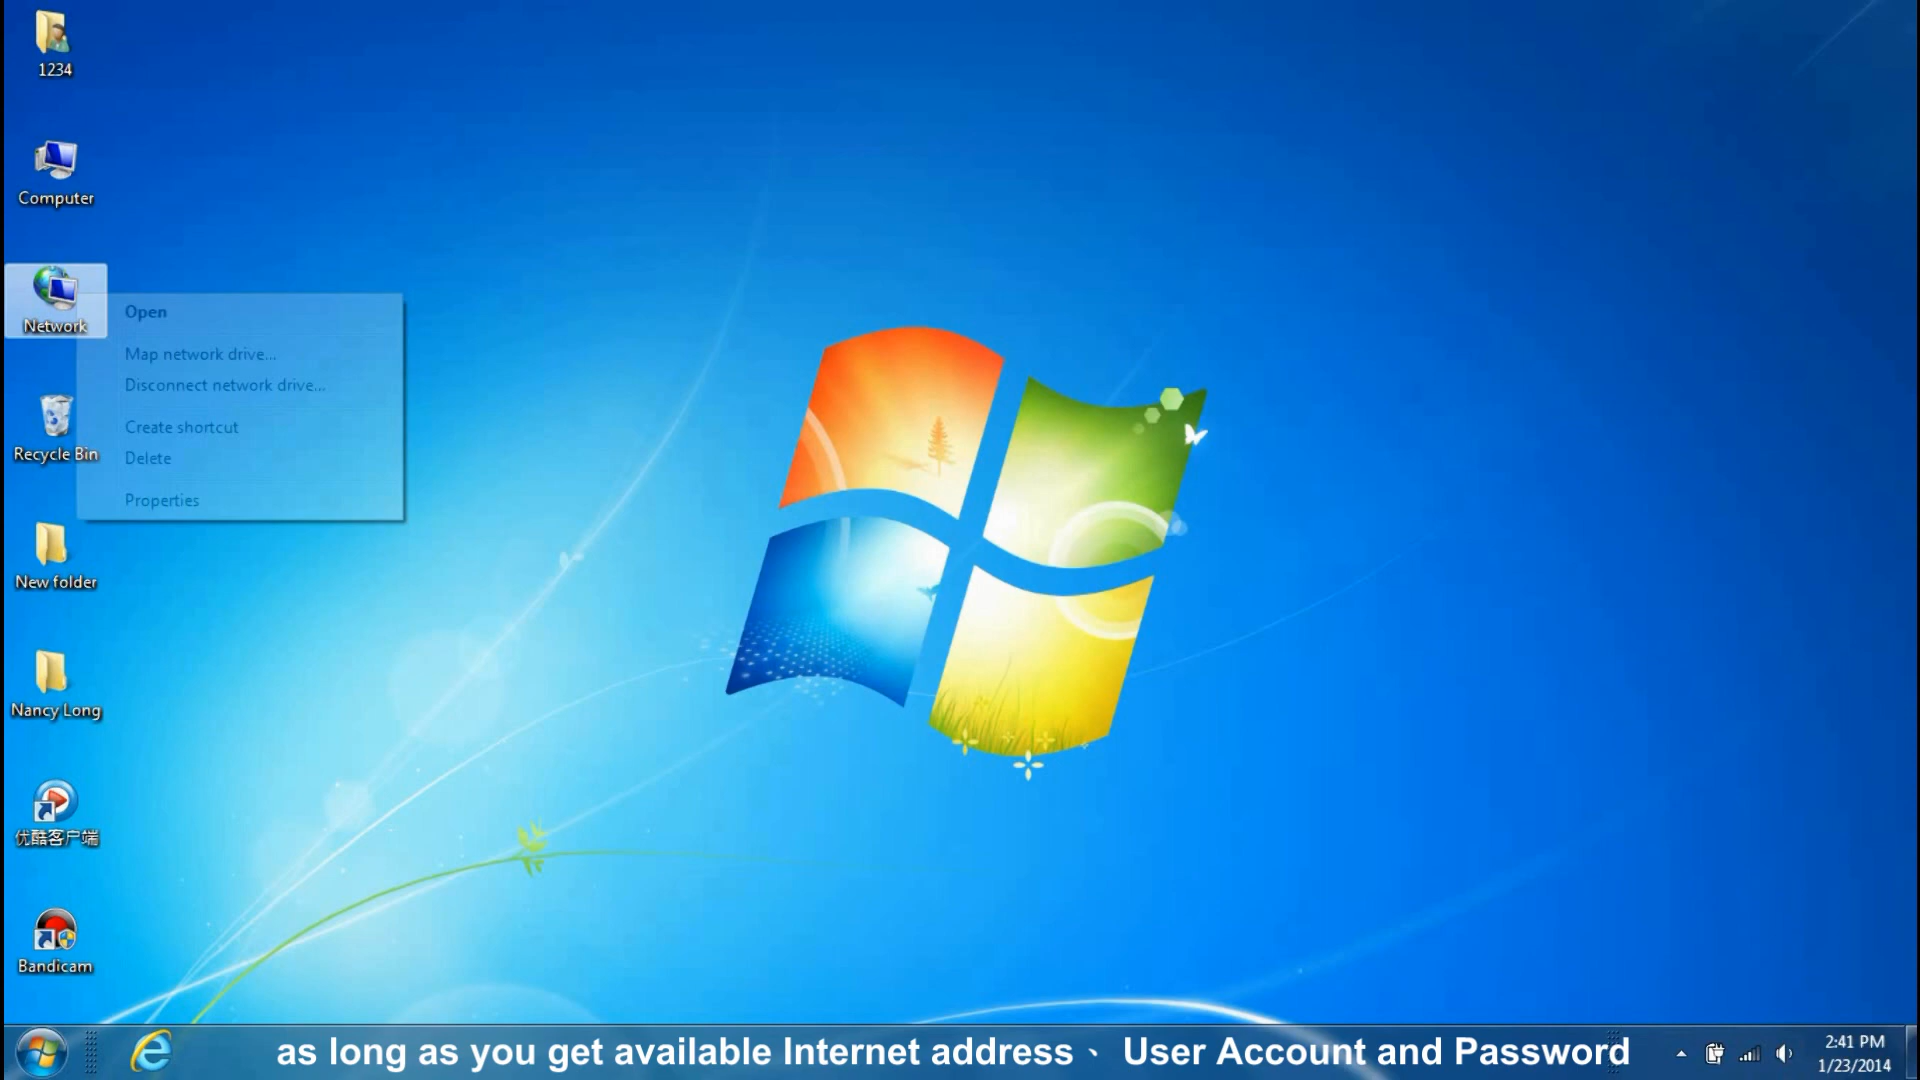 1234
Computer
Network
Open
Map network drive...
Disconnect network drive...
Create shortcut
Delete
Properties
Recycle Bin
New folder
Nancy Long
优酷客户端
Bandicam
as long as you get available Internet address、 User Account and Password
2:41 PM
1/23/2014